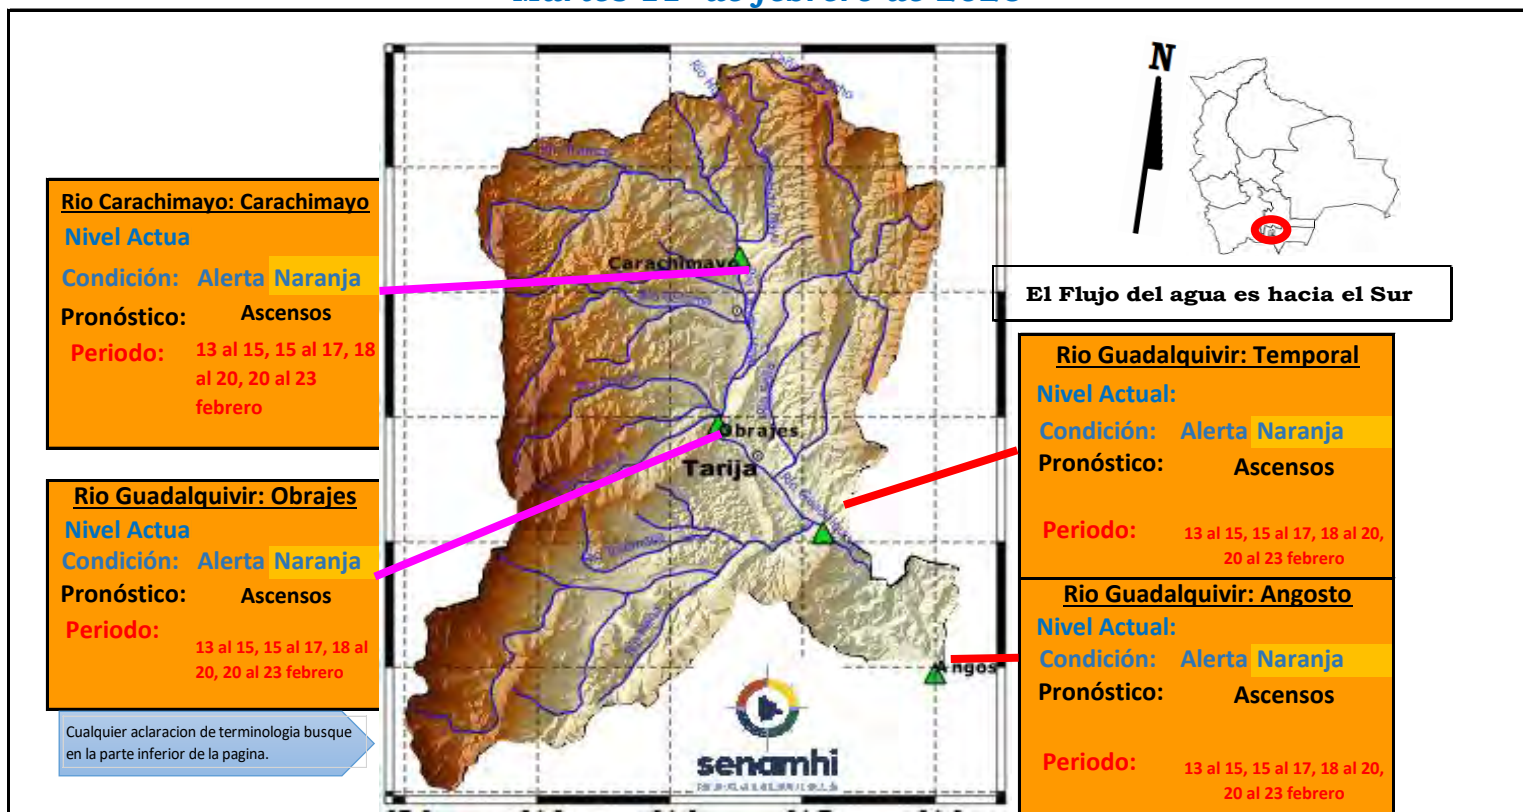 N
Rio Carachimayo: Carachimayo
Nivel Actua
Condición: Alerta Naranja
Pronóstico: Ascensos
Periodo: 13 al 15, 15 al 17, 18
al 20, 20 al 23
febrero
Carachimayo
El Flujo del agua es hacia el Sur
Rio Guadalquivir: Temporal
Nivel Actual:
Condición: Alerta Naranja
Pronóstico: Ascensos
Periodo: 13 al 15, 15 al 17, 18 al 20,
20 al 23 febrero
Obrajes
Tarija
Rio Guadalquivir: Obrajes
Nivel Actua
Condición: Alerta Naranja
Pronóstico: Ascensos
Periodo:
13 al 15, 15 al 17, 18 al
20, 20 al 23 febrero
Rio Guadalquivir: Angosto
Nivel Actual:
Condición: Alerta Naranja
Pronóstico: Ascensos
Periodo: 13 al 15, 15 al 17, 18 al 20,
20 al 23 febrero
Angos
Cualquier aclaracion de terminologia busque
en la parte inferior de la pagina.
senamhi